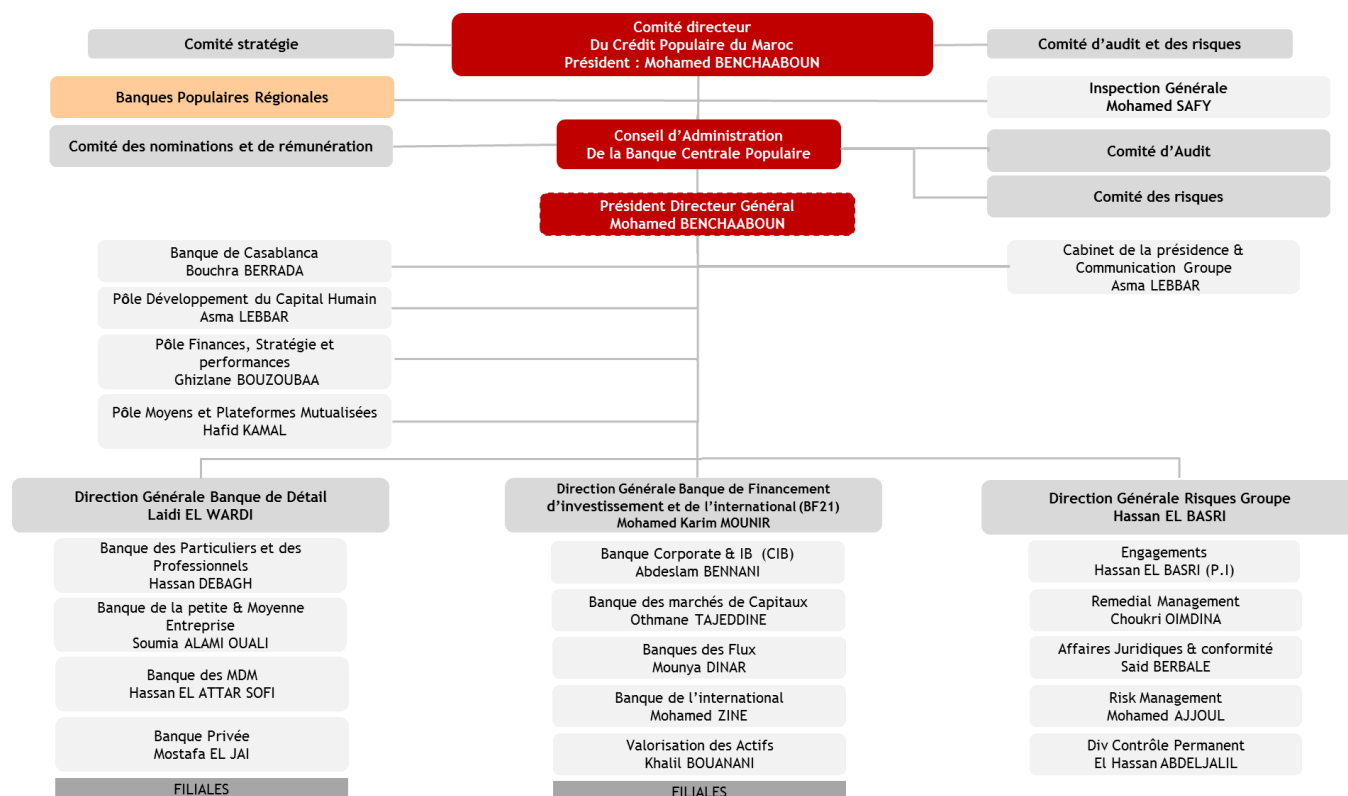 Comité directeur
Du Crédit Populaire du Maroc
Président : Mohamed BENCHAABOUN
Comité stratégie
Comité d'audit et des risques
Banques Populaires Régionales
Inspection Générale
Mohamed SAFY
Comité des nominations et de rémunération
Conseil d'Administration
De la Banque Centrale Populaire
Comité d'Audit
Comité des risques
Président Directeur Général
Mohamed BENCHAABOUN
Banque de Casablanca
Bouchra BERRADA
Cabinet de la présidence &
Communication Groupe
Asma LEBBAR
Pôle Développement du Capital Humain
Asma LEBBAR
Pôle Finances, Stratégie et
performances
Ghizlane BOUZOUBAA
Pôle Moyens et Plateformes Mutualisées
Hafid KAMAL
Direction Générale Banque de Détail
Laidi EL WARDI
Banque des Particuliers et des
Professionnels
Hassan DEBAGH
Banque de la petite & Moyenne
Entreprise
Soumia ALAMI OUALI
Banque des MDM
Hassan EL ATTAR SOFI
Banque Privée
Mostafa EL JAI
FILIALES
Direction Générale Banque de Financement
d'investissement et de l'international (BF21)
Mohamed Karim MOUNIR
Banque Corporate & IB (CIB)
Abdeslam BENNANI
Banque des marchés de Capitaux
Othmane TAJEDDINE
Banques des Flux
Mounya DINAR
Banque de l'international
Mohamed ZINE
Valorisation des Actifs
Khalil BOUANANI
FILIALES
Direction Générale Risques Groupe
Hassan EL BASRI
Engagements
Hassan EL BASRI (P.I)
Remedial Management
Choukri OIMDINA
Affaires Juridiques & conformité
Said BERBALE
Risk Management
Mohamed AJJOUL
Div Contrôle Permanent
El Hassan ABDELJALIL